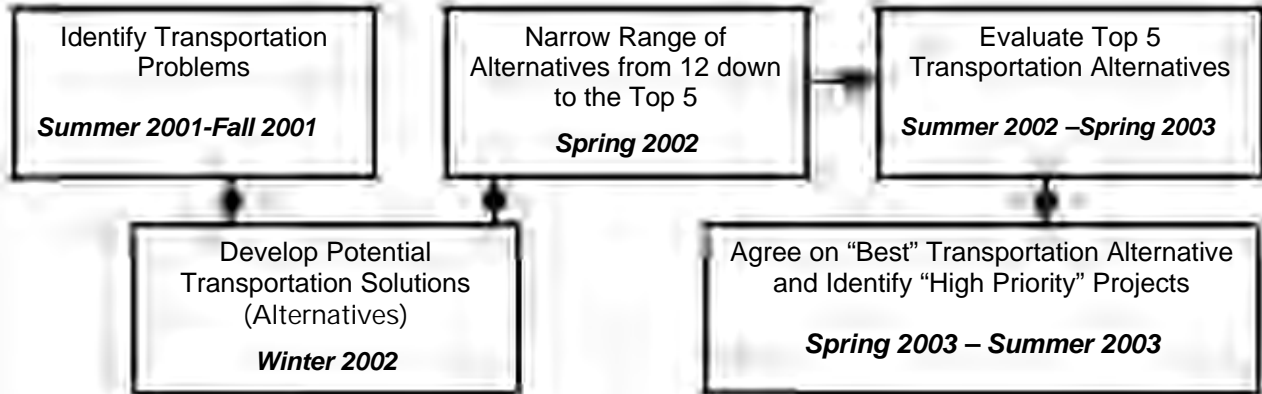 Identify Transportation
Problems
Summer 2001-Fall 2001
Develop Potential
Transportation Solutions
(Alternatives)
Winter 2002
Narrow Range of
Alternatives from 12 down
to the Top 5
Spring 2002
Evaluate Top 5
Transportation Alternatives
Summer 2002 –Spring 2003
Agree on “Best” Transportation Alternative
and Identify “High Priority” Projects
Spring 2003 – Summer 2003